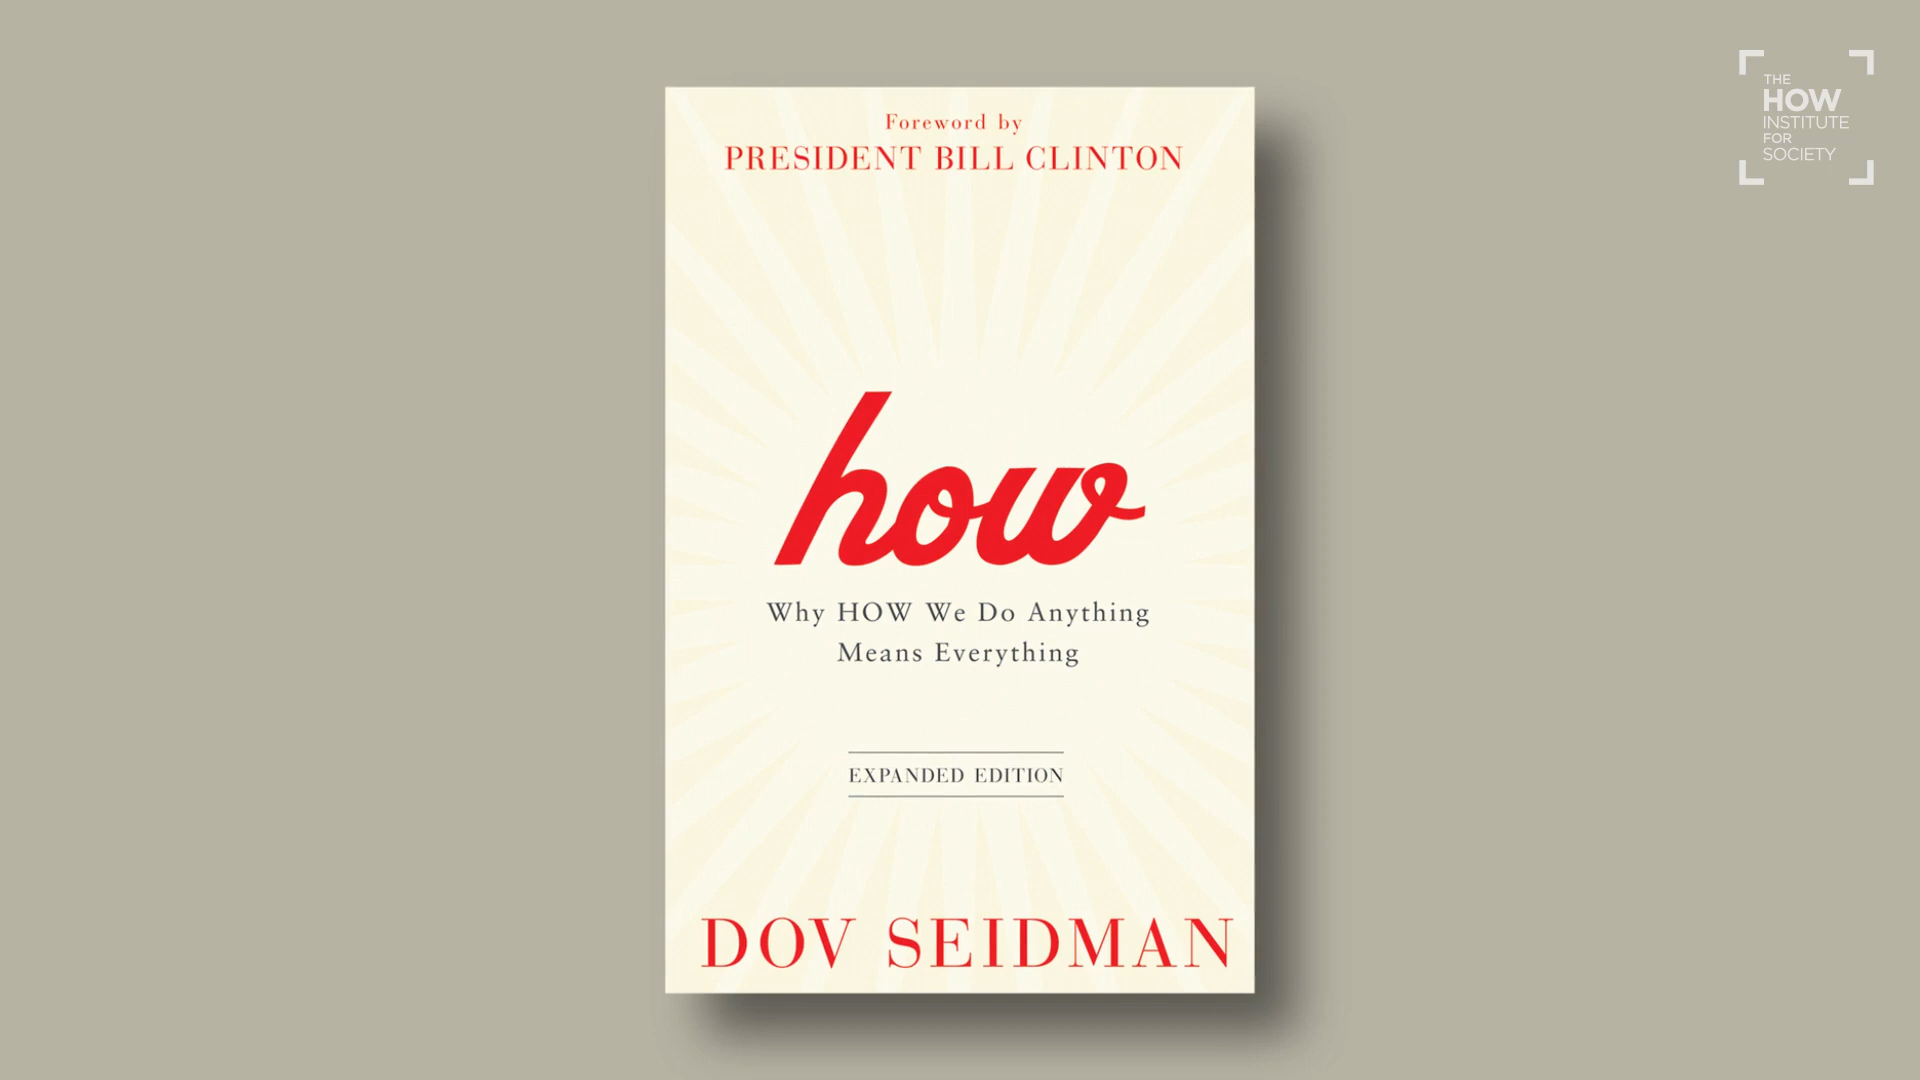 Foreword by
PRESIDENT BILL CLINTON
how
Why HOW We Do Anything
Means Everything
EXPANDED EDITION
DOV SEIDMAN
THE
HOW
INSTITUTE
FOR
SOCIETY